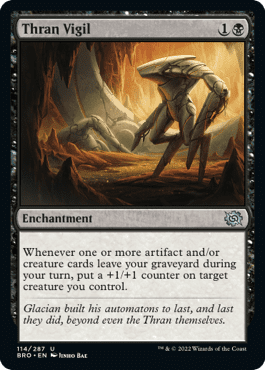 Thran Vigil 1
Enchantment
Whenever one or more artifact and/or
creature cards leave your graveyard during
your turn, put a +1/+1 counter on target
creature you control.
Glacian built his automatons to last, and last
they did, beyond even the Thran themselves.
114/287 U
BRO • EN Jinho Bae
™ & © 2022 Wizards of the Coast